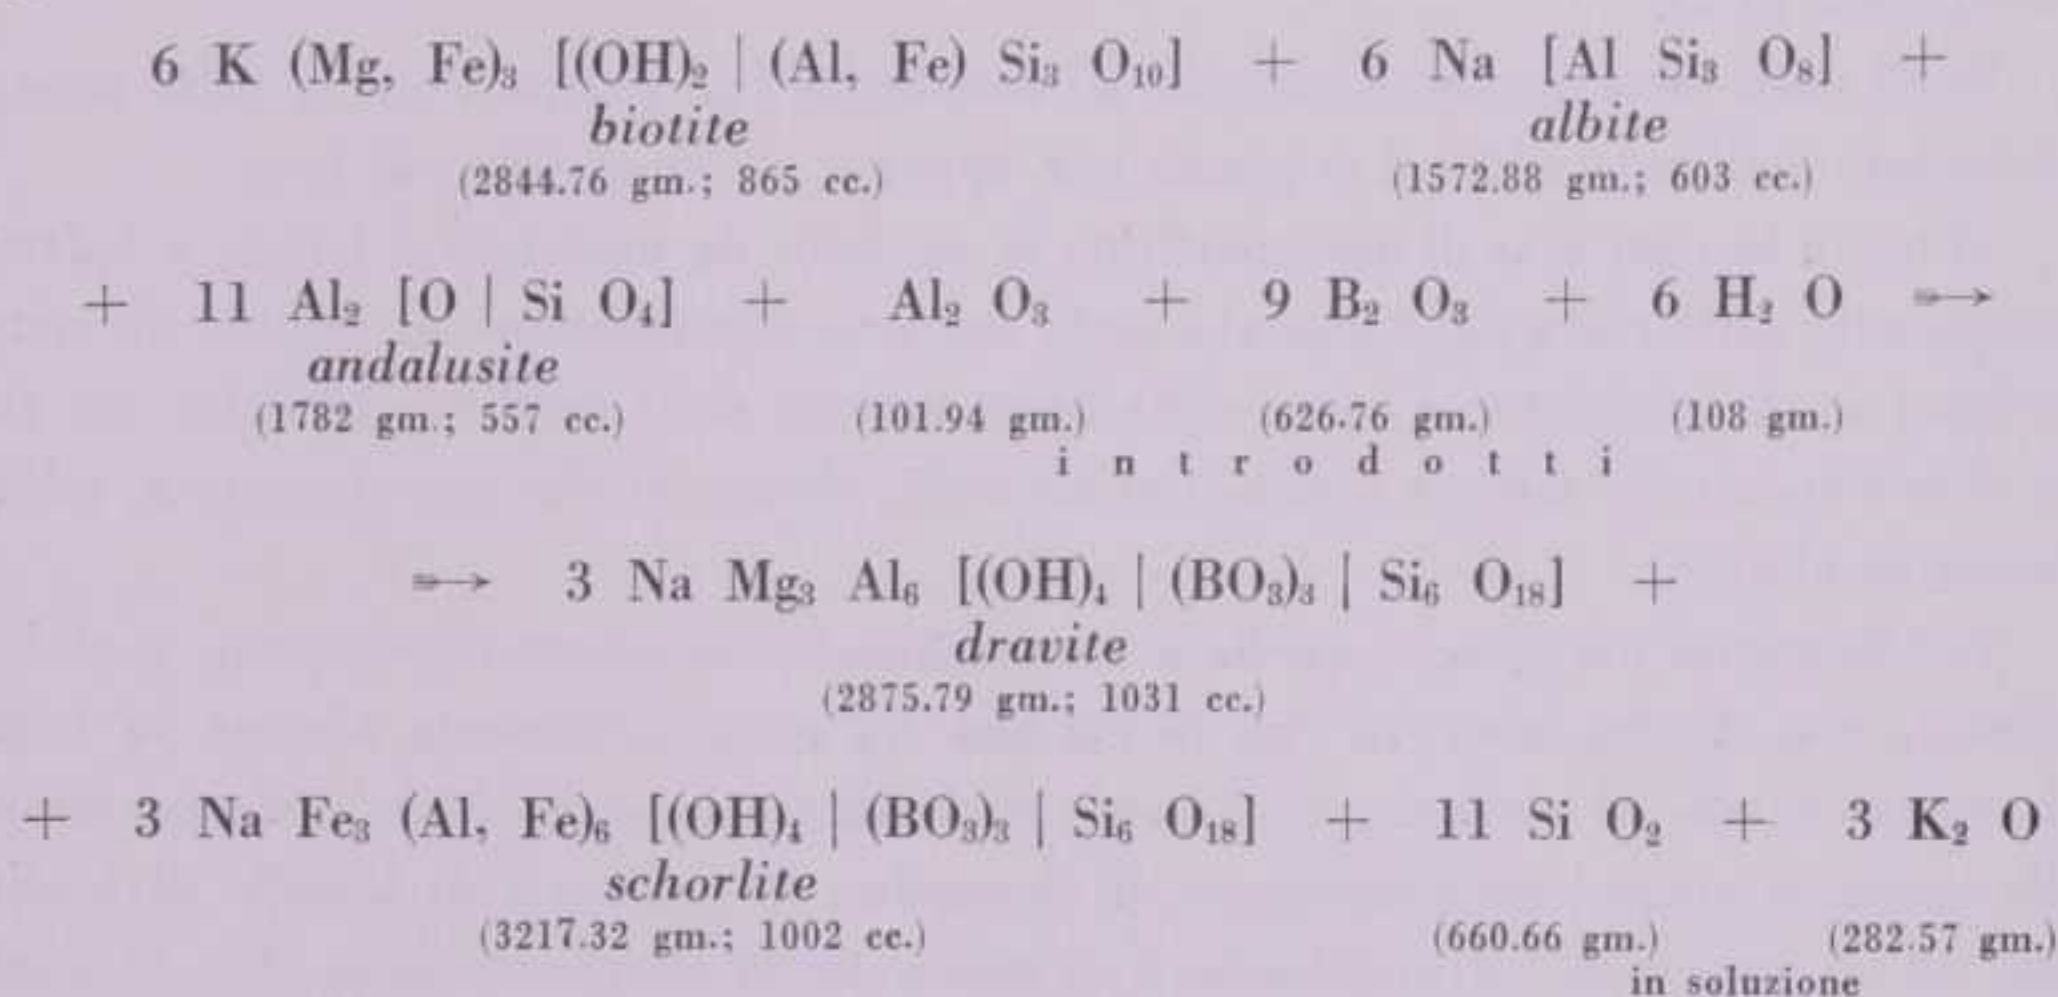 6 K (Mg, Fe)₃ [(OH)₂ | (Al, Fe) Si₃ O₁₀] + 6 Na [Al Si₃ O₈] +
biotite albite
(2844.76 gm.; 865 cc.) (1572.88 gm.; 603 cc.)
+ 11 Al₂ [O | Si O₄] + Al₂ O₃ + 9 B₂ O₃ + 6 H₂ O ⇸
andalusite
(1782 gm.; 557 cc.) (101.94 gm.) (626.76 gm.) (108 gm.)
introdotti
⇸ 3 Na Mg₃ Al₆ [(OH)₄ | (BO₃)₃ | Si₆ O₁₈] +
dravite
(2875.79 gm.; 1031 cc.)
+ 3 Na Fe₃ (Al, Fe)₆ [(OH)₄ | (BO₃)₃ | Si₆ O₁₈] + 11 Si O₂ + 3 K₂ O
schorlite
(3217.32 gm.; 1002 cc.) (660.66 gm.) (282.57 gm.)
in soluzione